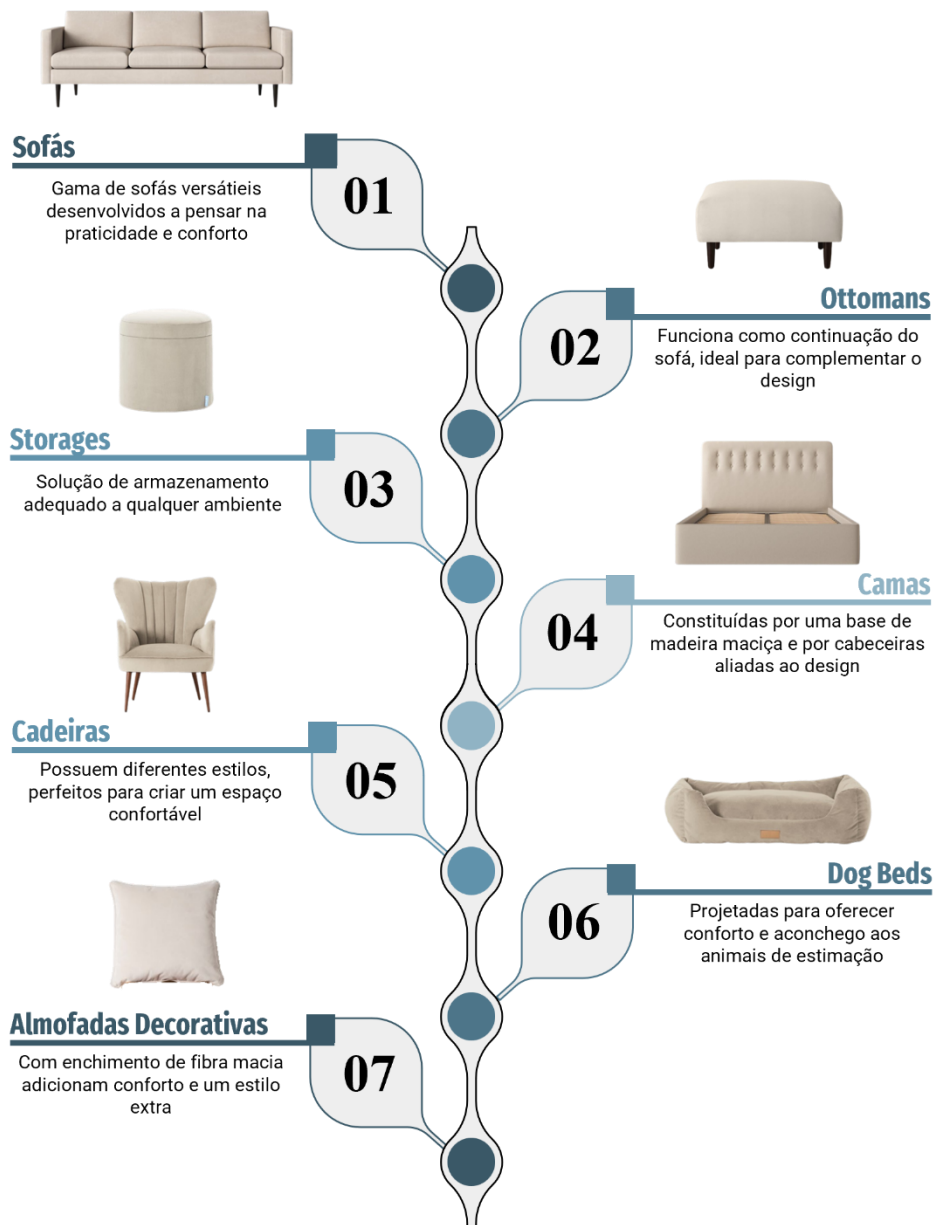 Sofás
01
Gama de sofás versátieis
desenvolvidos a pensar na
praticidade e conforto
Ottomans
02
Funciona como continuação do
sofá, ideal para complementar o
design
Storages
03
Solução de armazenamento
adequado a qualquer ambiente
Camas
04
Constituídas por uma base de
madeira maciça e por cabeceiras
aliadas ao design
Cadeiras
05
Possuem diferentes estilos,
perfeitos para criar um espaço
confortável
Dog Beds
06
Projetadas para oferecer
conforto e aconchego aos
animais de estimação
Almofadas Decorativas
07
Com enchimento de fibra macia
adicionam conforto e um estilo
extra